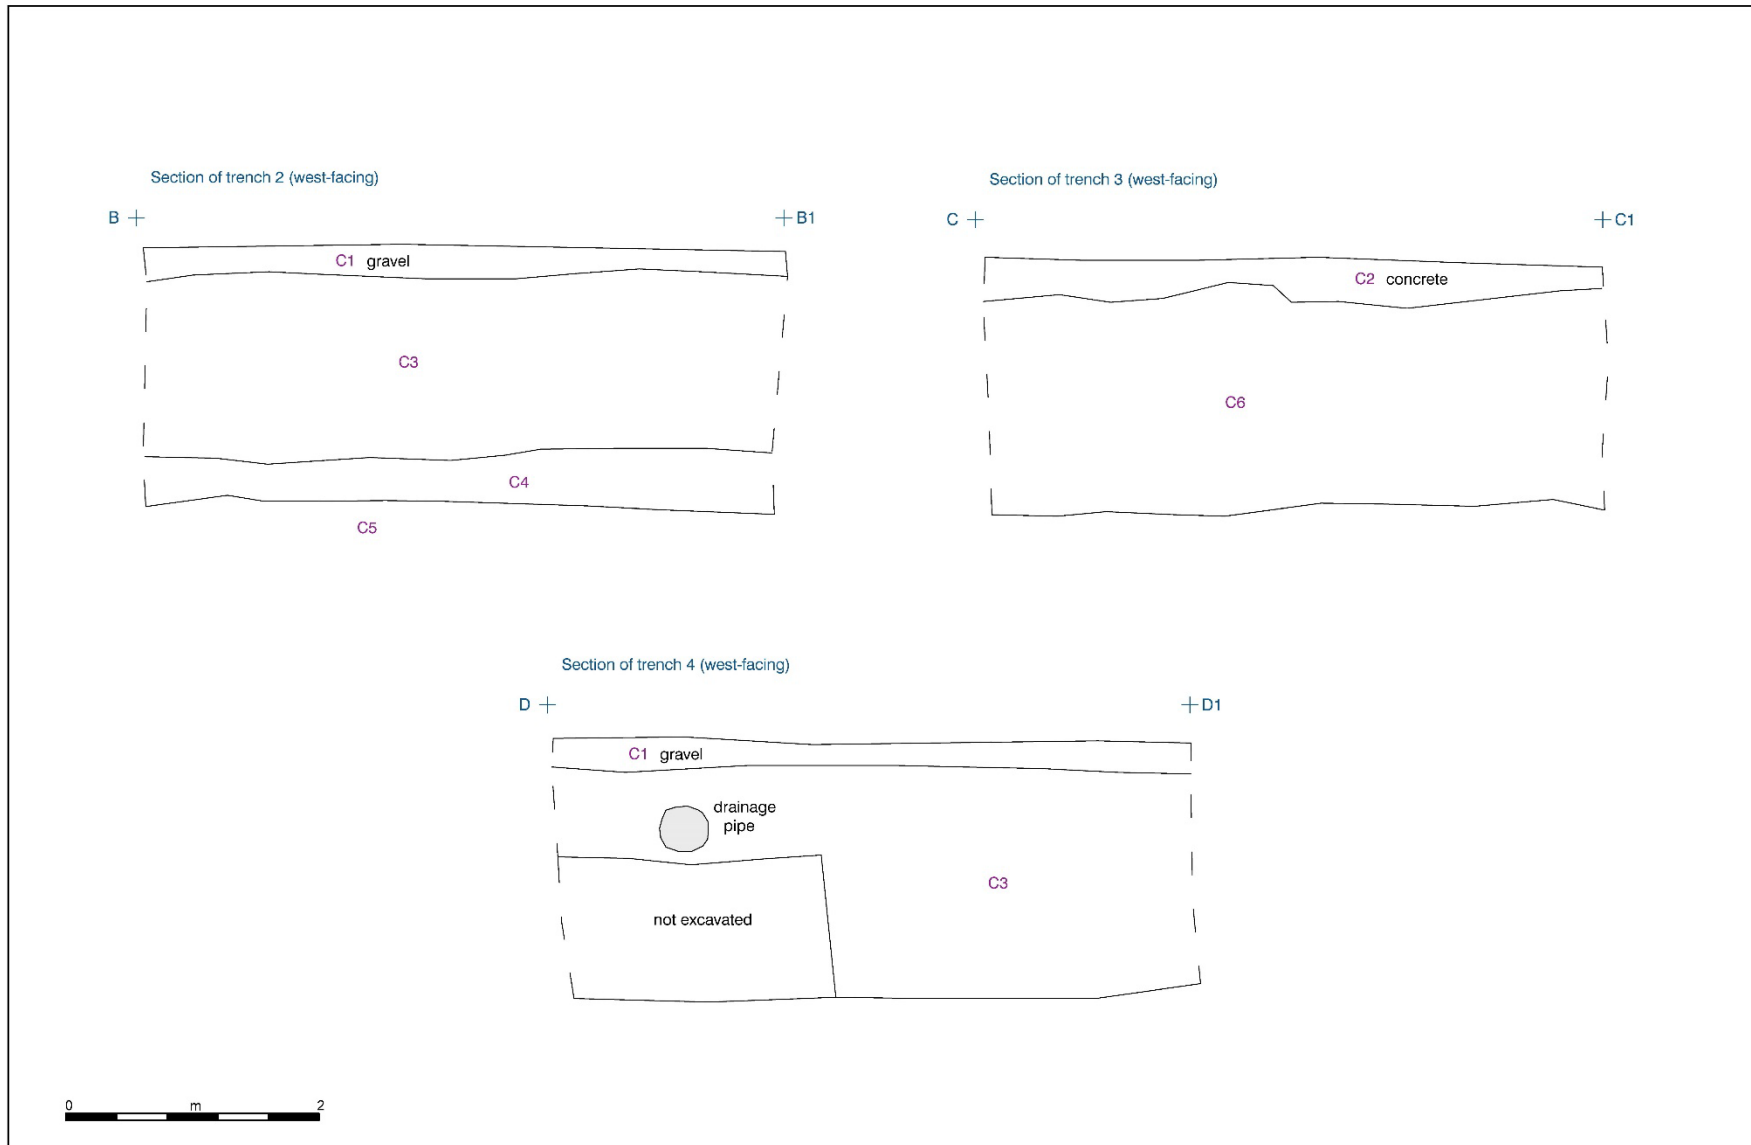 Section of trench 2 (west-facing)
B
B1
C1 gravel
C3
C4
C5
Section of trench 3 (west-facing)
C
C1
C2 concrete
C6
Section of trench 4 (west-facing)
D
D1
C1 gravel
drainage
pipe
C3
not excavated
0 m 2